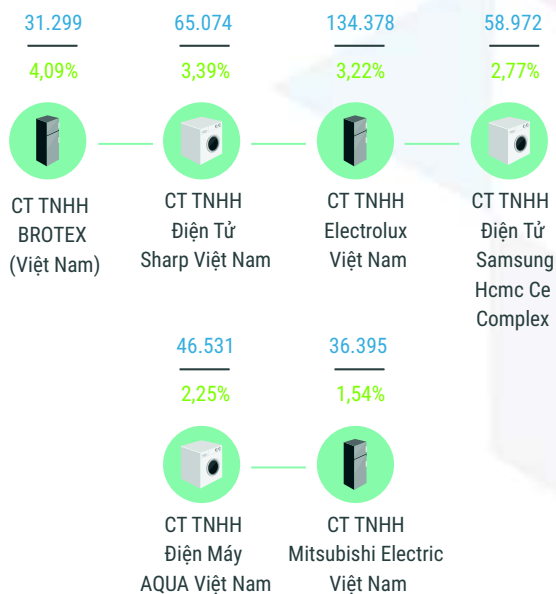 31.299
4,09%
CT TNHH
BROTEX
(Việt Nam)
65.074
3,39%
CT TNHH
Điện Tử
Sharp Việt Nam
134.378
3,22%
CT TNHH
Electrolux
Việt Nam
58.972
2,77%
CT TNHH
Điện Tử
Samsung
Hcmc Ce
Complex
46.531
2,25%
CT TNHH
Điện Máy
AQUA Việt Nam
36.395
1,54%
CT TNHH
Mitsubishi Electric
Việt Nam